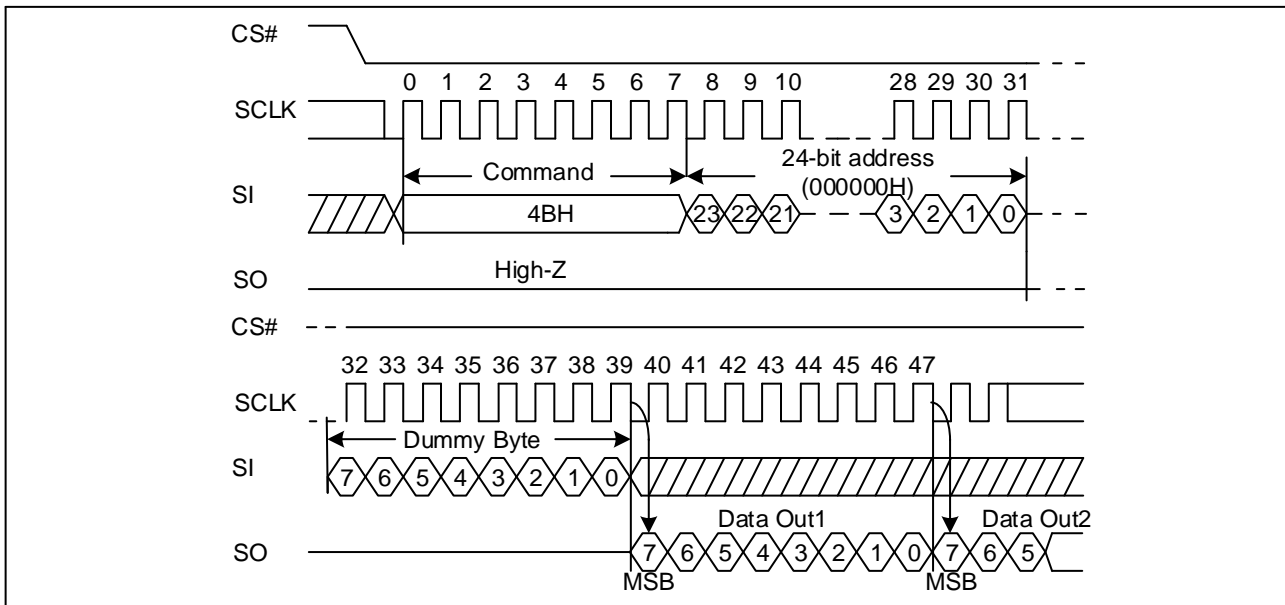 CS#
0 1 2 3 4 5 6 7 8 9 10 28 29 30 31
SCLK
Command
24-bit address
(000000H)
SI
4BH
23 22 21 3 2 1 0
High-Z
SO
CS#
32 33 34 35 36 37 38 39 40 41 42 43 44 45 46 47
SCLK
Dummy Byte
SI
7 6 5 4 3 2 1 0
Data Out1 Data Out2
SO
7 6 5 4 3 2 1 0 7 6 5
MSB MSB